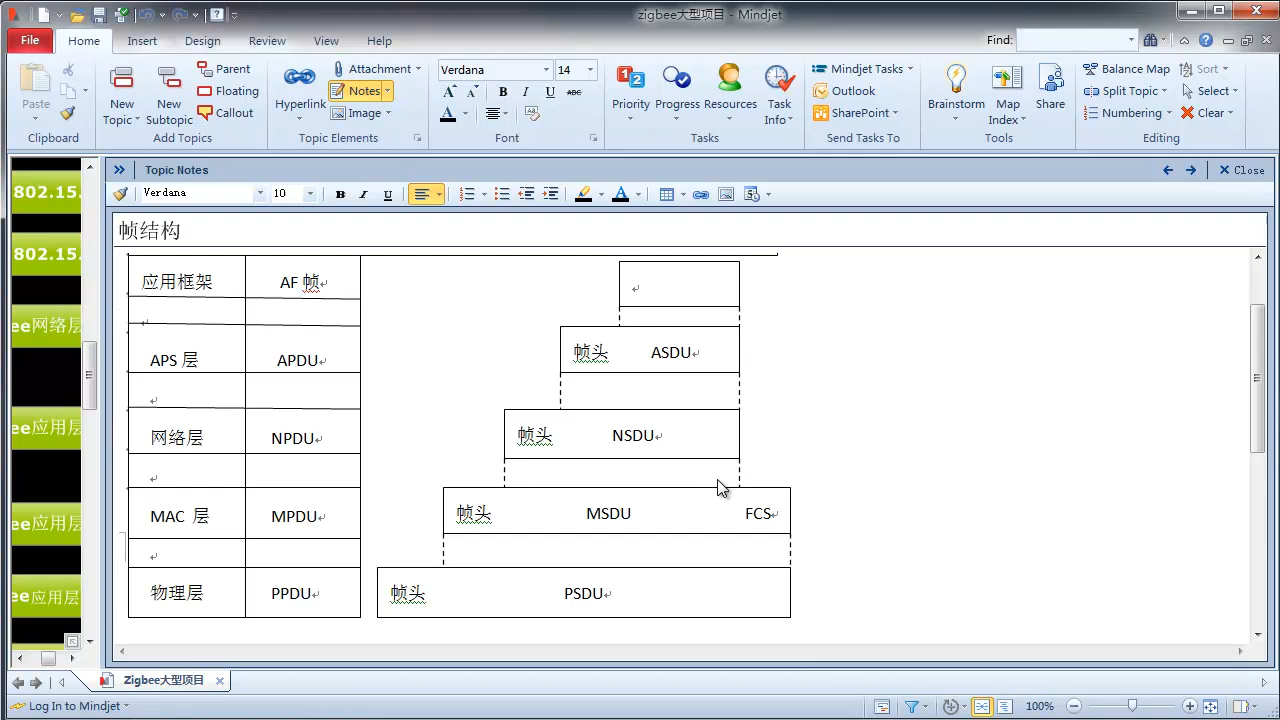 zigbee大型项目 - Mindjet
File Home Insert Design Review View Help Find:
Paste
Clipboard
New Topic
New Subtopic
Parent
Floating
Callout
Add Topics
Hyperlink
Attachment
Notes
Image
Topic Elements
Verdana 14
B I U ABC
A
Font
Priority
Progress
Resources
Task Info
Tasks
Mindjet Tasks
Outlook
SharePoint
Send Tasks To
Brainstorm
Map Index
Share
Tools
Balance Map
Split Topic
Numbering
Sort
Select
Clear
Editing
Topic Notes
Close
Verdana 10 B I U
802.15.
802.15.
ee网络层
ee应用层
ee应用层
ee应用层
帧结构
应用框架 AF 帧
APS 层 APDU 帧头 ASDU
网络层 NPDU 帧头 NSDU
MAC 层 MPDU 帧头 MSDU FCS
物理层 PPDU 帧头 PSDU
Zigbee大型项目
Log In to Mindjet
100%